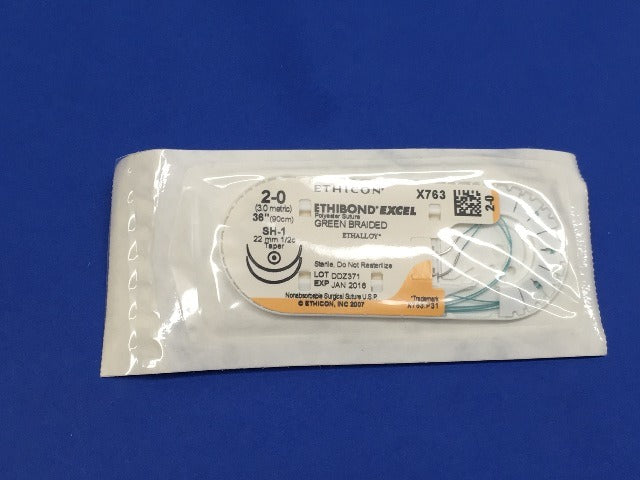 ETHICON*
X763
2-0
(3.0 metric)
36" (90cm)
ETHIBOND* EXCEL
Polyester Suture
GREEN BRAIDED
ETHALLOY*
2-0
SH-1
22 mm 1/2c
Taper
Sterile, Do Not Resterilize
LOT DDZ371
EXP JAN 2016
Nonabsorbable Surgical Suture U.S.P.
© ETHICON, INC 2007
*Trademark
X763.P31